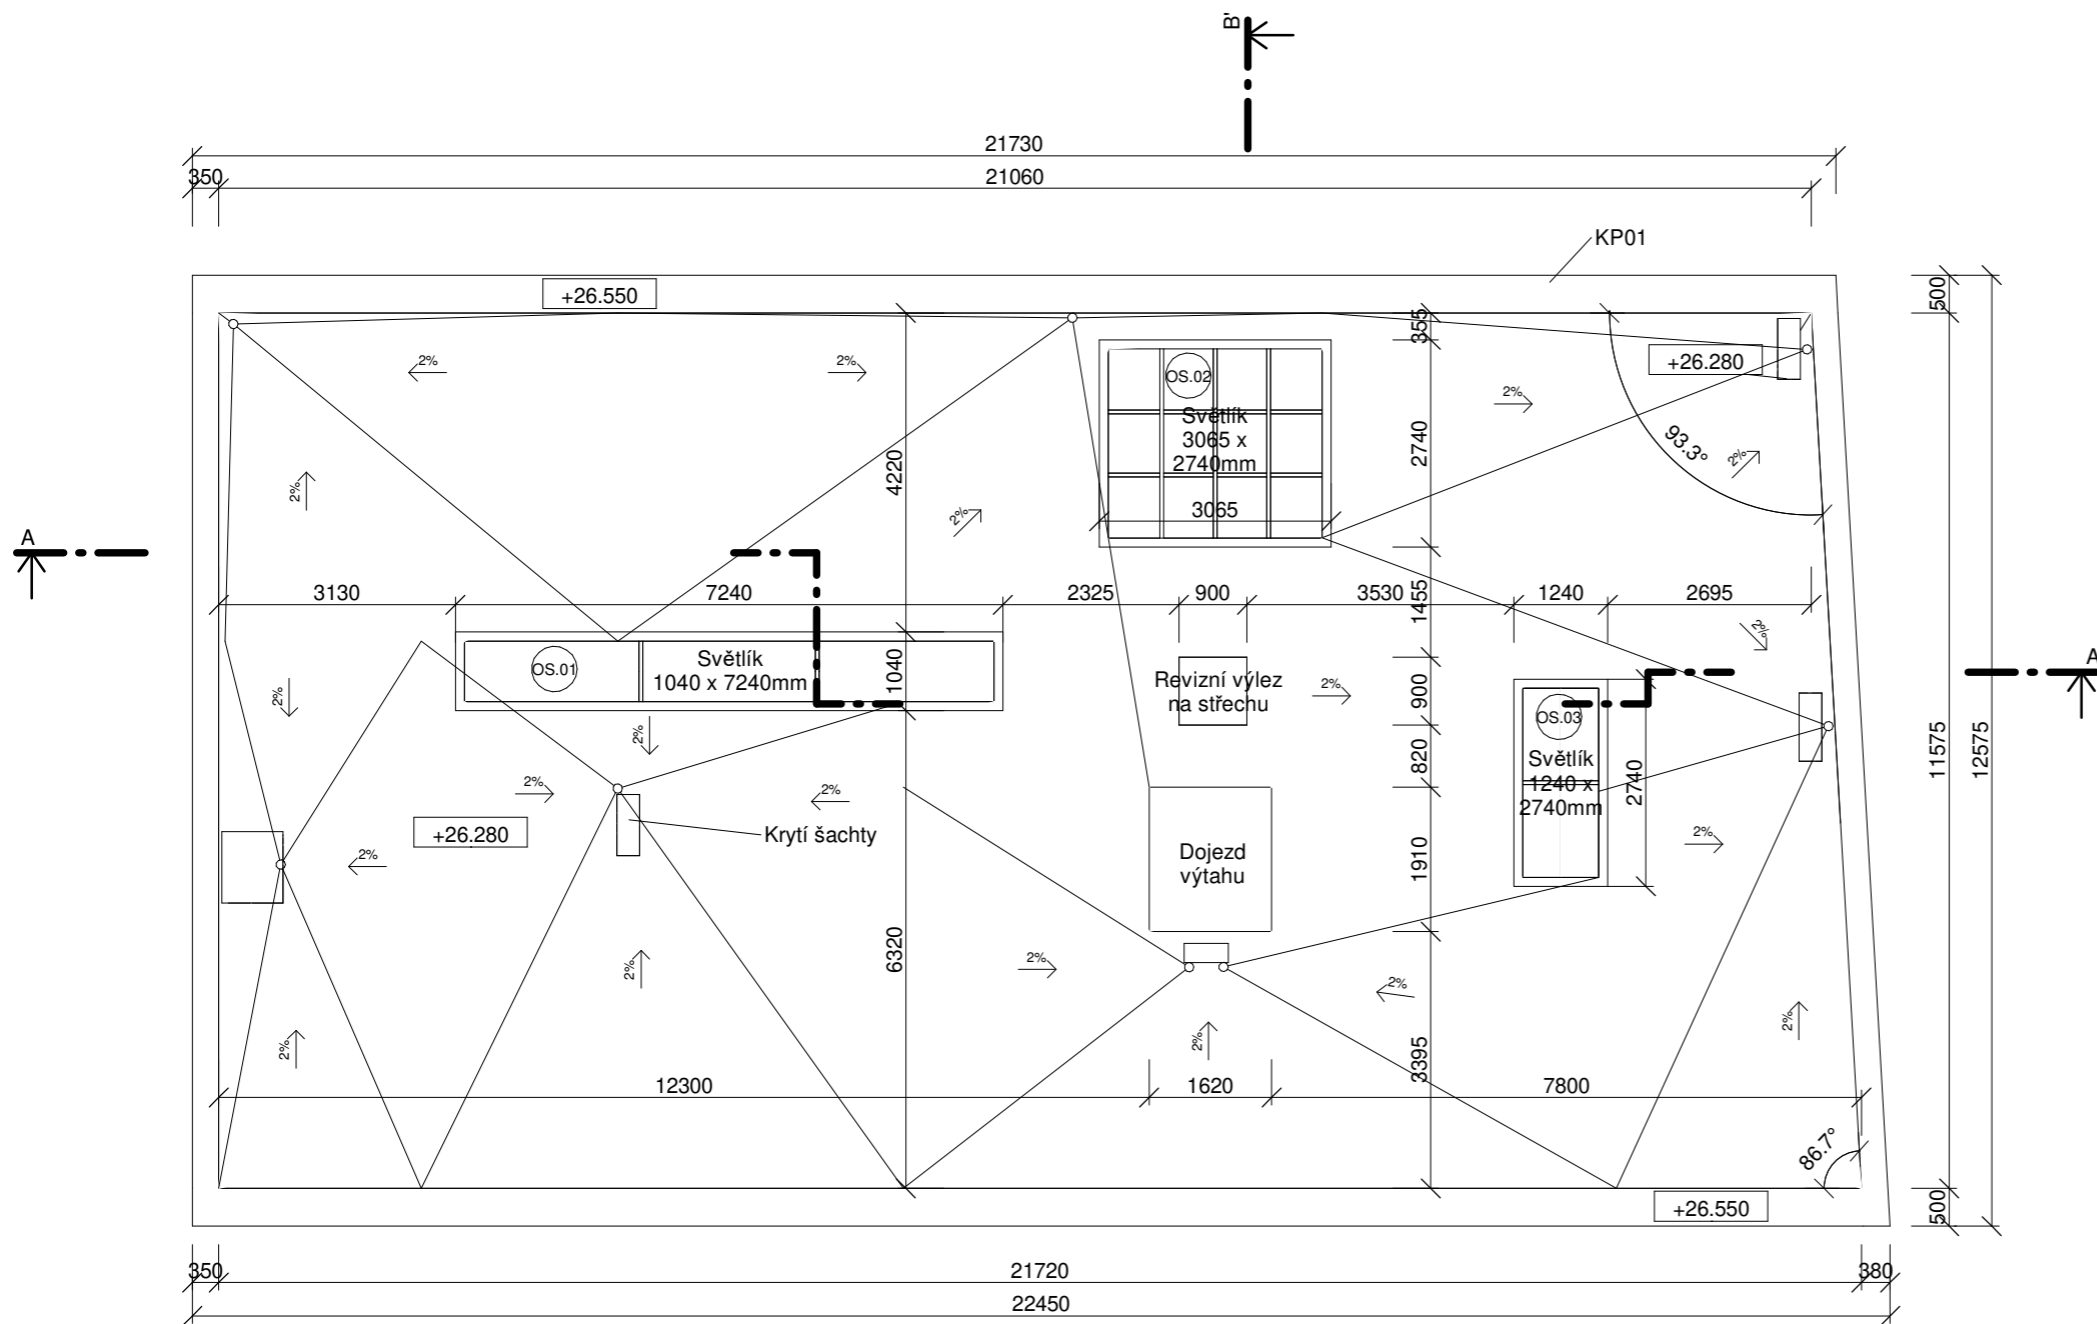 B'
21730
350
21060
KP01
+26.550
500
355
2%
2%
+26.280
OS.02
2%
Světlík
3065 x
2740mm
2740
93.3°
2%
4220
2%
3065
2%
A
3130
7240
2325
900
3530
1455
1240
2695
2%
A
OS.01
Světlík
1040 x 7240mm
1040
Revizní výlez
na střechu
2%
900
2%
OS.03
2%
11575
12575
820
Světlík
1240 x
2740mm
2740
2%
2%
+26.280
Krytí šachty
2%
2%
Dojezd
výtahu
1910
6320
2%
2%
2%
2%
2%
2%
3395
12300
1620
7800
86.7°
+26.550
500
350
21720
380
22450